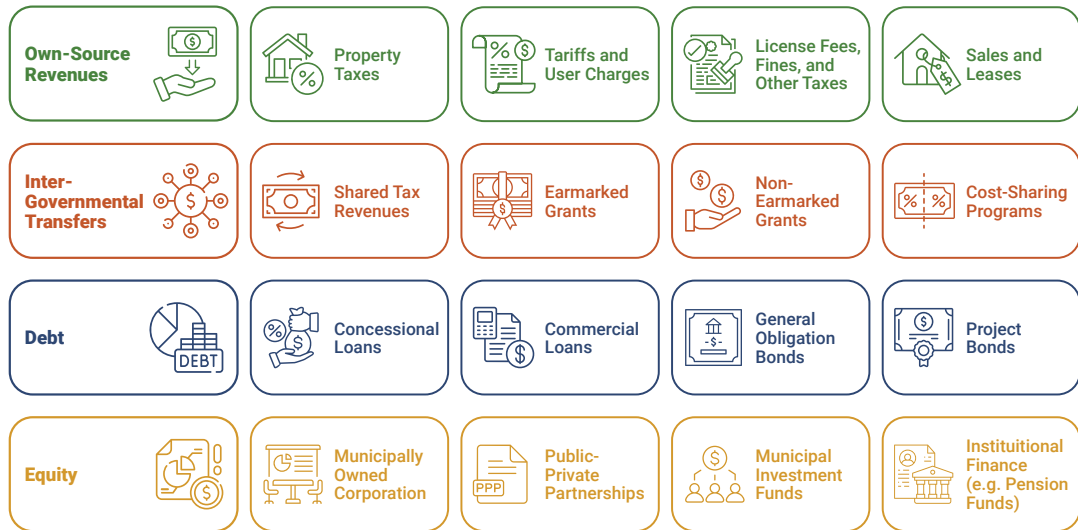 Own-Source
Revenues
Property
Taxes
Tariffs and
User Charges
License Fees,
Fines, and
Other Taxes
Sales and
Leases
Inter-
Governmental
Transfers
Shared Tax
Revenues
Earmarked
Grants
Non-
Earmarked
Grants
Cost-Sharing
Programs
Debt
DEBT
Concessional
Loans
Commercial
Loans
General
Obligation
Bonds
Project
Bonds
Equity
Municipally
Owned
Corporation
PPP
Public-
Private
Partnerships
Municipal
Investment
Funds
Instituitional
Finance
(e.g. Pension
Funds)